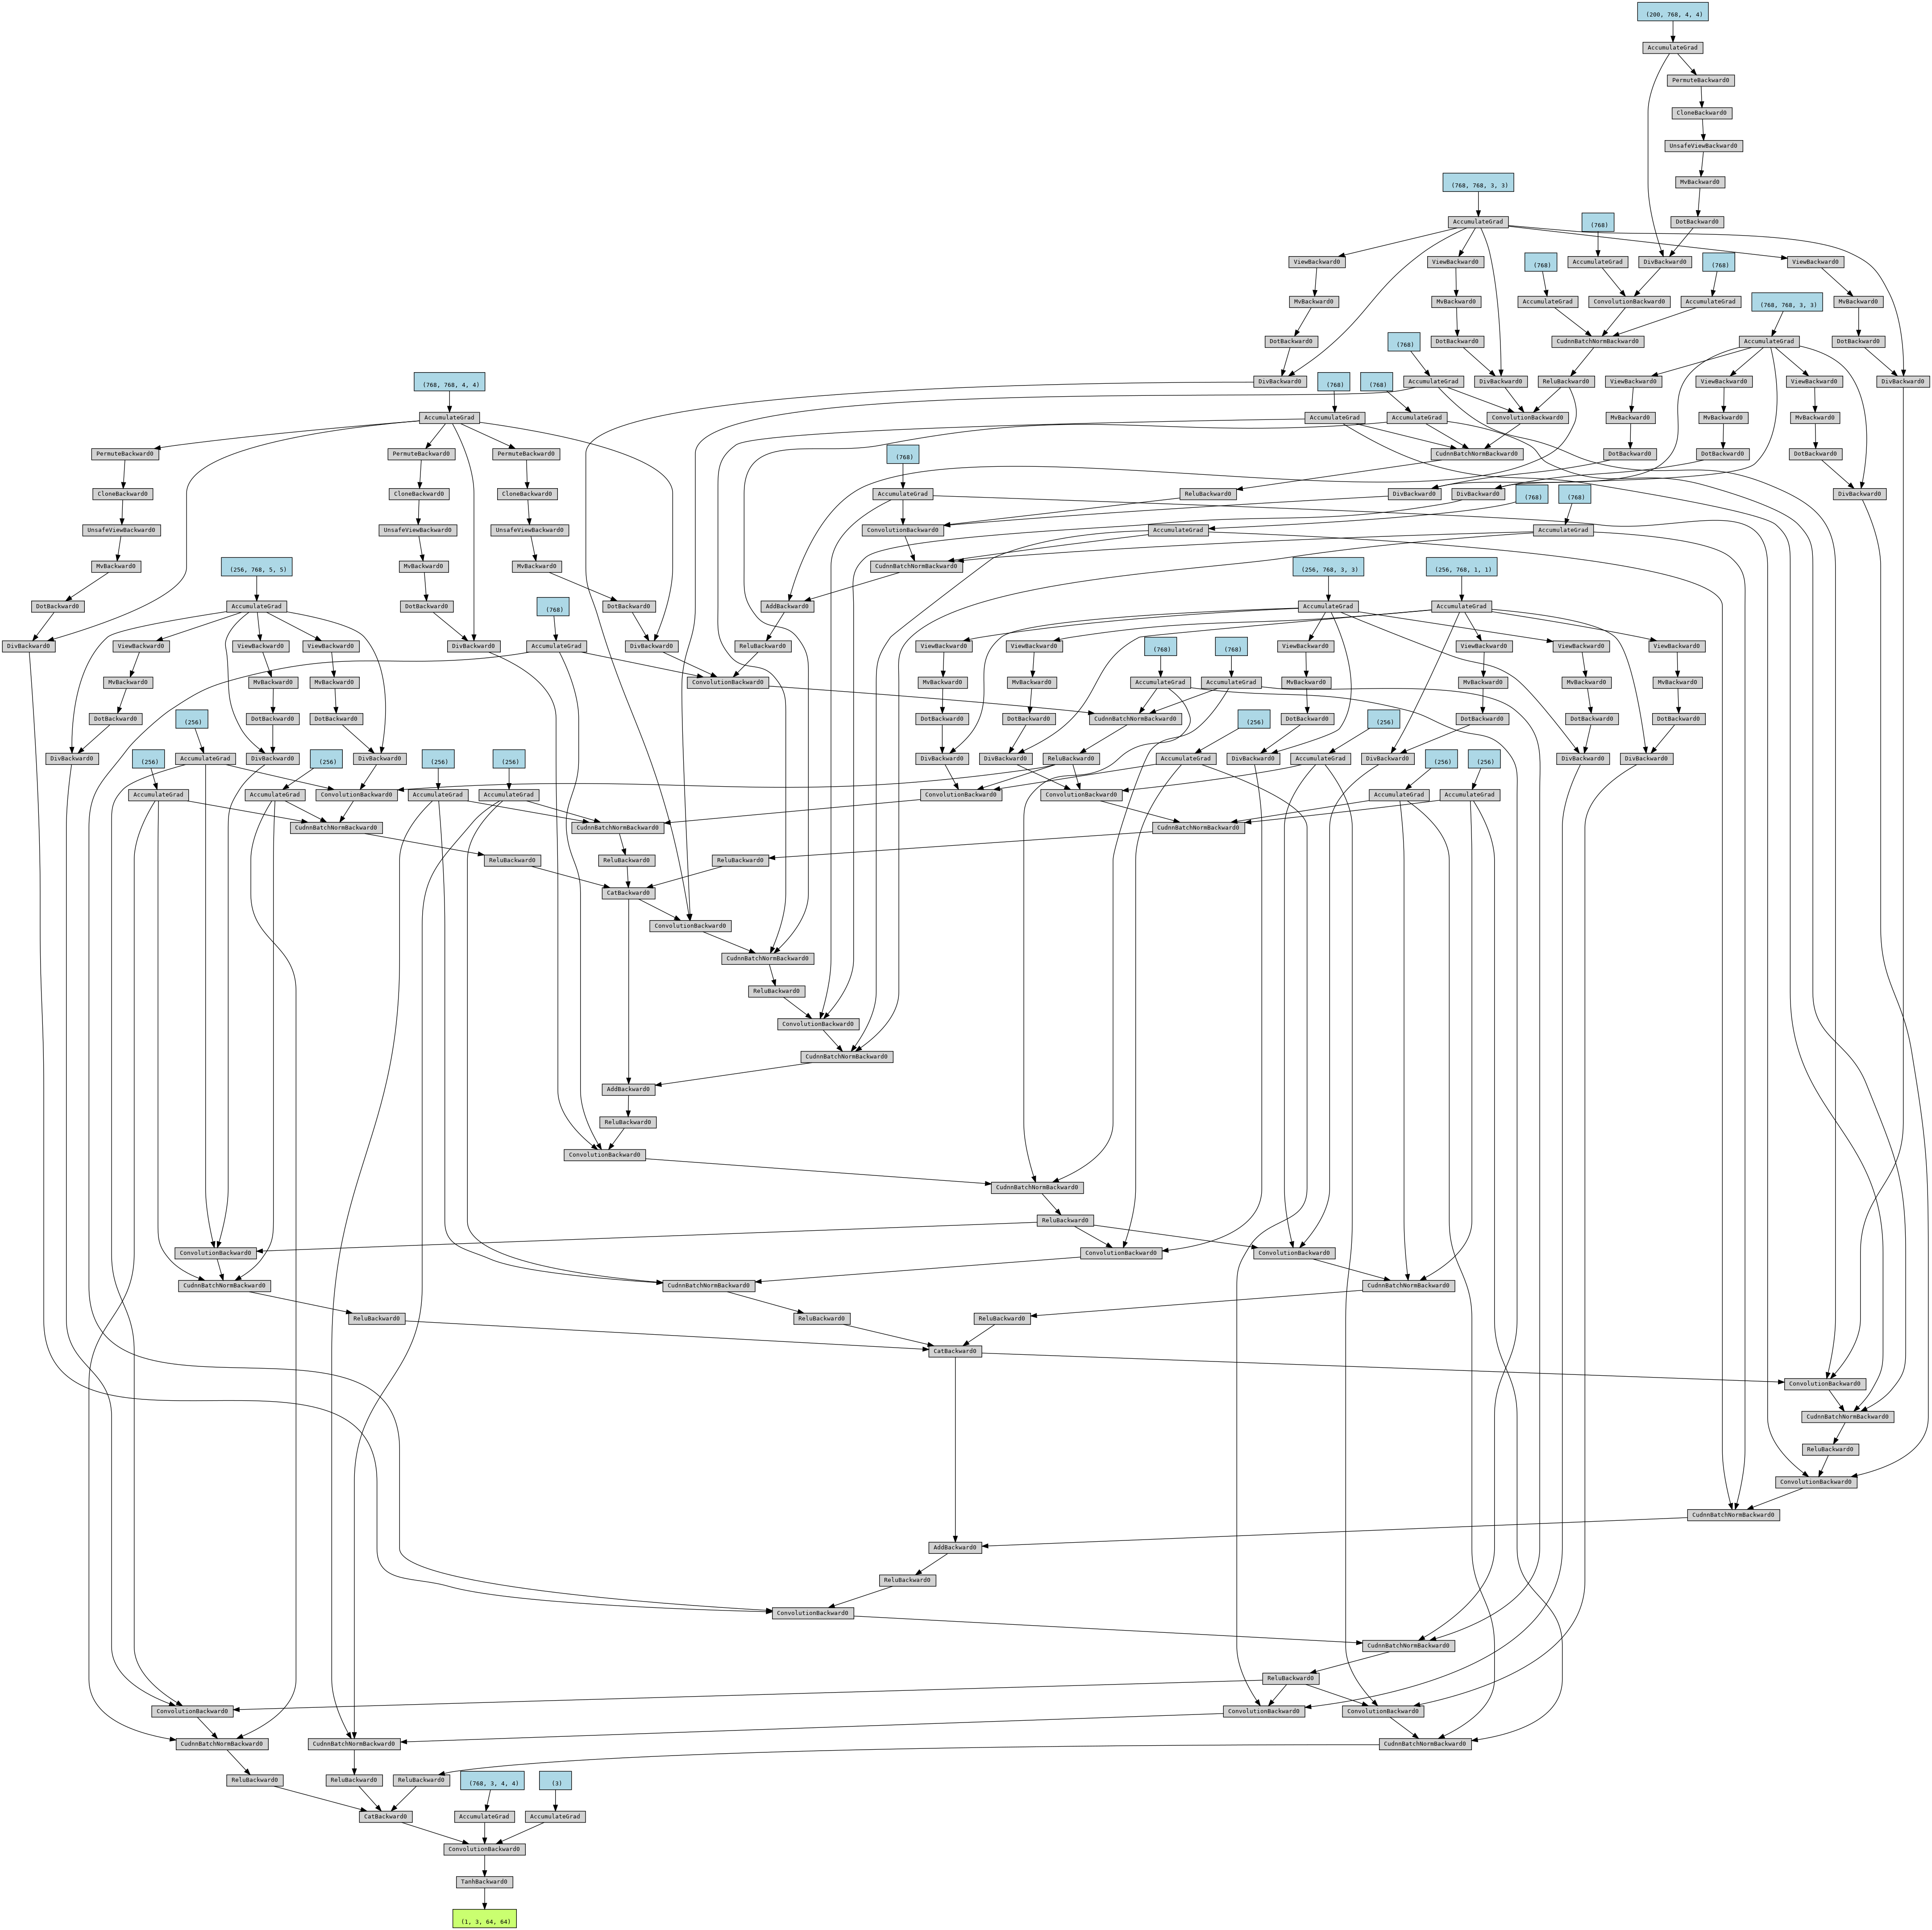 (200, 768, 4, 4)
AccumulateGrad
PermuteBackward0
CloneBackward0
UnsafeViewBackward0
(768, 768, 3, 3)
MvBackward0
AccumulateGrad
(768)
DotBackward0
ViewBackward0
ViewBackward0
(768)
AccumulateGrad
DivBackward0
(768)
ViewBackward0
MvBackward0
MvBackward0
AccumulateGrad
ConvolutionBackward0
AccumulateGrad
(768, 768, 3, 3)
MvBackward0
DotBackward0
(768)
DotBackward0
CudnnBatchNormBackward0
AccumulateGrad
DotBackward0
(768, 768, 4, 4)
DivBackward0
(768)
(768)
AccumulateGrad
DivBackward0
ReluBackward0
ViewBackward0
ViewBackward0
ViewBackward0
DivBackward0
AccumulateGrad
AccumulateGrad
AccumulateGrad
ConvolutionBackward0
MvBackward0
MvBackward0
MvBackward0
PermuteBackward0
PermuteBackward0
PermuteBackward0
(768)
CudnnBatchNormBackward0
DotBackward0
DotBackward0
DotBackward0
CloneBackward0
CloneBackward0
CloneBackward0
AccumulateGrad
ReluBackward0
DivBackward0
DivBackward0
(768)
(768)
DivBackward0
UnsafeViewBackward0
UnsafeViewBackward0
UnsafeViewBackward0
ConvolutionBackward0
AccumulateGrad
AccumulateGrad
MvBackward0
(256, 768, 5, 5)
MvBackward0
MvBackward0
CudnnBatchNormBackward0
(256, 768, 3, 3)
(256, 768, 1, 1)
DotBackward0
AccumulateGrad
DotBackward0
(768)
DotBackward0
AddBackward0
AccumulateGrad
AccumulateGrad
DivBackward0
ViewBackward0
ViewBackward0
ViewBackward0
DivBackward0
AccumulateGrad
DivBackward0
ReluBackward0
ViewBackward0
ViewBackward0
(768)
(768)
ViewBackward0
ViewBackward0
ViewBackward0
ViewBackward0
MvBackward0
MvBackward0
MvBackward0
ConvolutionBackward0
MvBackward0
MvBackward0
AccumulateGrad
AccumulateGrad
MvBackward0
MvBackward0
MvBackward0
MvBackward0
DotBackward0
(256)
DotBackward0
DotBackward0
DotBackward0
DotBackward0
CudnnBatchNormBackward0
(256)
DotBackward0
(256)
DotBackward0
DotBackward0
DotBackward0
DivBackward0
(256)
AccumulateGrad
DivBackward0
(256)
DivBackward0
(256)
(256)
DivBackward0
DivBackward0
ReluBackward0
AccumulateGrad
DivBackward0
AccumulateGrad
DivBackward0
(256)
(256)
DivBackward0
DivBackward0
AccumulateGrad
AccumulateGrad
ConvolutionBackward0
AccumulateGrad
AccumulateGrad
ConvolutionBackward0
ConvolutionBackward0
AccumulateGrad
AccumulateGrad
CudnnBatchNormBackward0
CudnnBatchNormBackward0
CudnnBatchNormBackward0
ReluBackward0
ReluBackward0
ReluBackward0
CatBackward0
ConvolutionBackward0
CudnnBatchNormBackward0
ReluBackward0
ConvolutionBackward0
CudnnBatchNormBackward0
AddBackward0
ReluBackward0
ConvolutionBackward0
CudnnBatchNormBackward0
ReluBackward0
ConvolutionBackward0
ConvolutionBackward0
ConvolutionBackward0
CudnnBatchNormBackward0
CudnnBatchNormBackward0
CudnnBatchNormBackward0
ReluBackward0
ReluBackward0
ReluBackward0
CatBackward0
ConvolutionBackward0
CudnnBatchNormBackward0
ReluBackward0
ConvolutionBackward0
CudnnBatchNormBackward0
AddBackward0
ReluBackward0
ConvolutionBackward0
CudnnBatchNormBackward0
ReluBackward0
ConvolutionBackward0
ConvolutionBackward0
ConvolutionBackward0
CudnnBatchNormBackward0
CudnnBatchNormBackward0
CudnnBatchNormBackward0
ReluBackward0
ReluBackward0
ReluBackward0
(768, 3, 4, 4)
(3)
CatBackward0
AccumulateGrad
AccumulateGrad
ConvolutionBackward0
TanhBackward0
(1, 3, 64, 64)